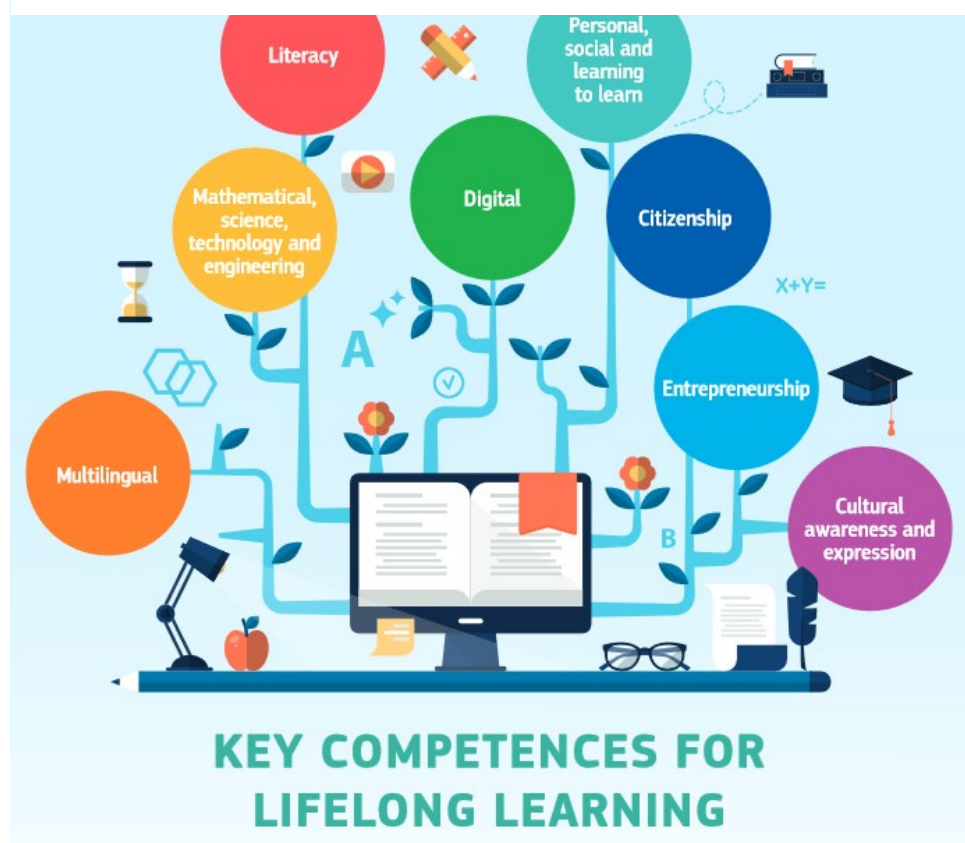 Literacy
Personal,
social and
learning
to learn
Mathematical,
science,
technology and
engineering
Digital
Citizenship
X+Y=
A
Entrepreneurship
Multilingual
Cultural
awareness and
expression
B
KEY COMPETENCES FOR
LIFELONG LEARNING